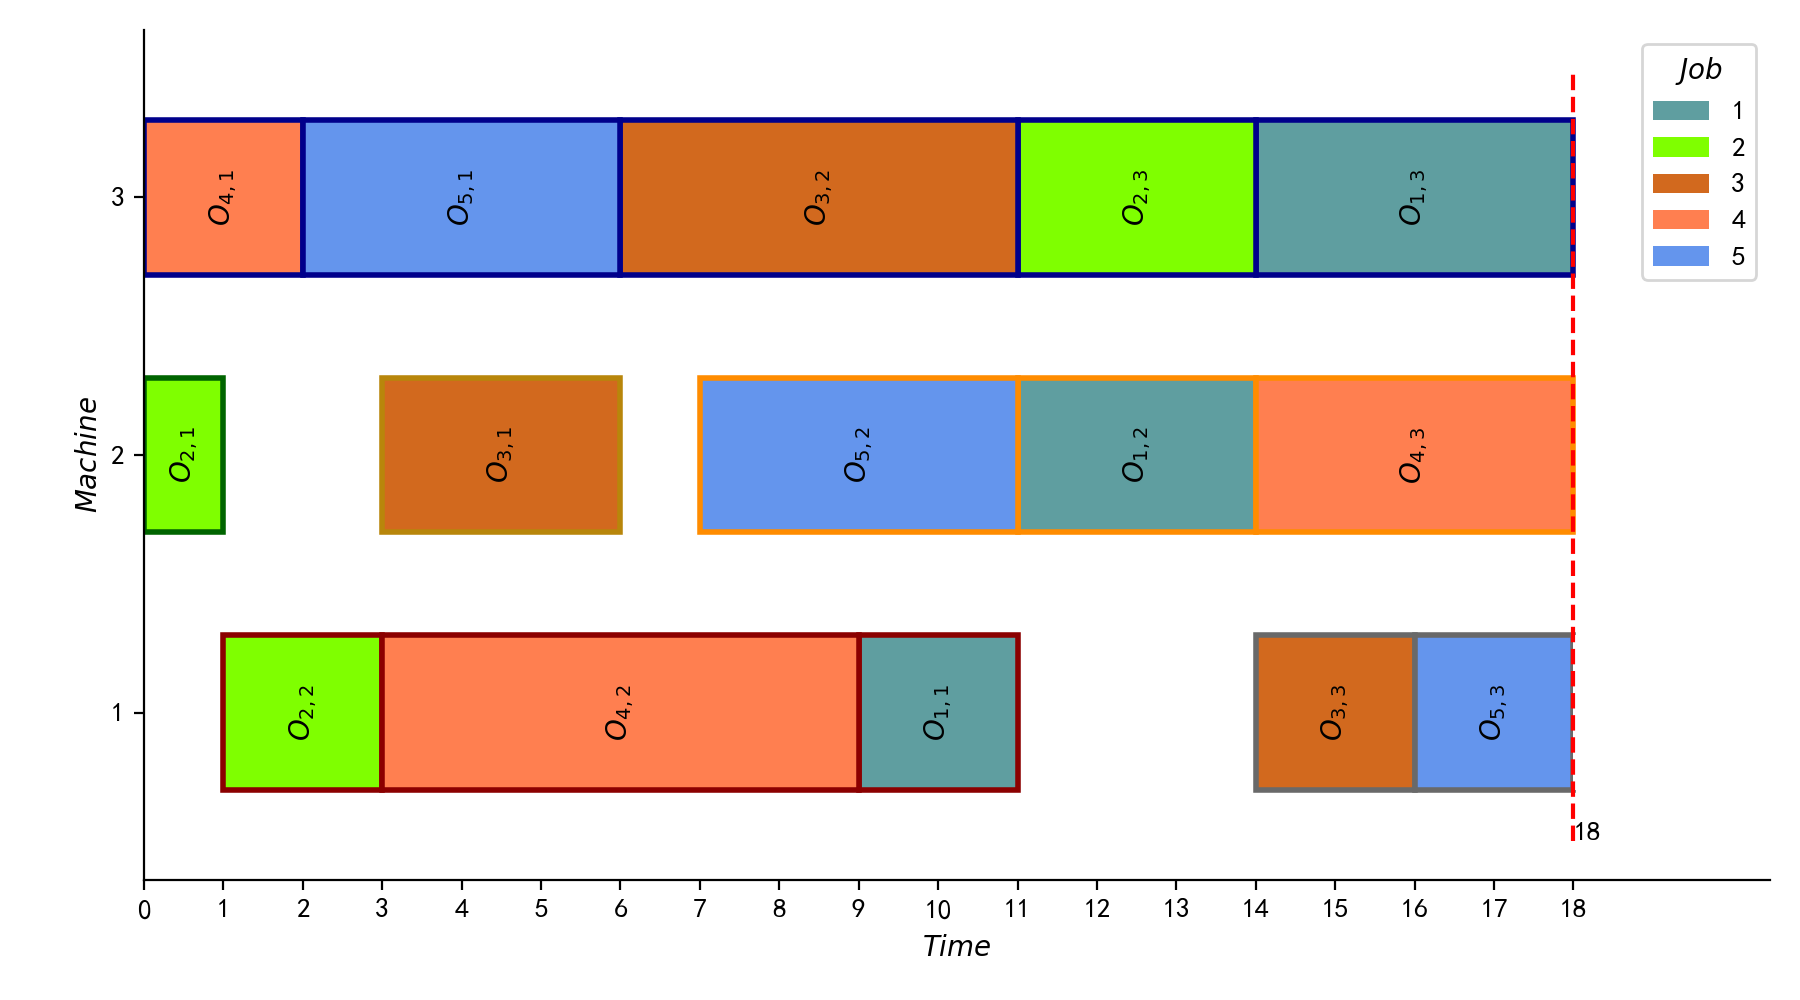 Job
1
2
3
4
5
Machine
3
O4,1 O5,1 O3,2 O2,3 O1,3
2
O2,1 O3,1 O5,2 O1,2 O4,3
1
O2,2 O4,2 O1,1 O3,3 O5,3
18
0 1 2 3 4 5 6 7 8 9 10 11 12 13 14 15 16 17 18
Time